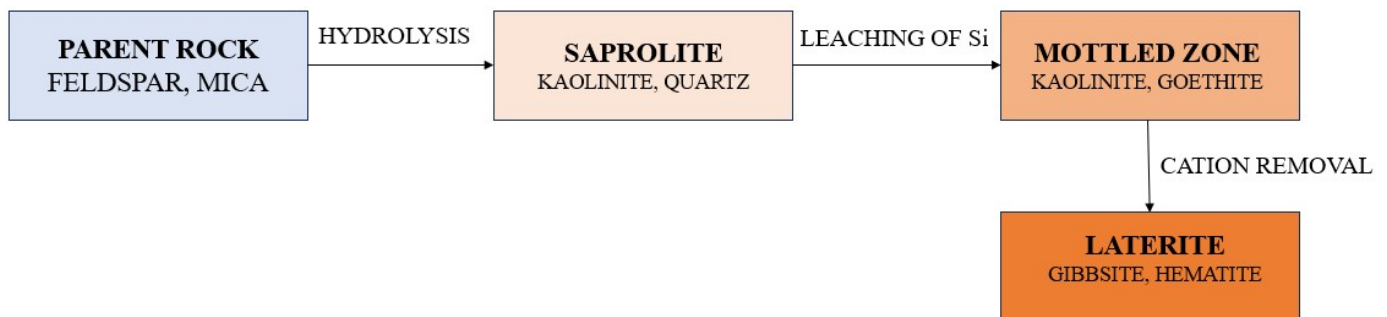 PARENT ROCK
FELDSPAR, MICA
HYDROLYSIS
SAPROLITE
KAOLINITE, QUARTZ
LEACHING OF Si
MOTTLED ZONE
KAOLINITE, GOETHITE
CATION REMOVAL
LATERITE
GIBBSITE, HEMATITE